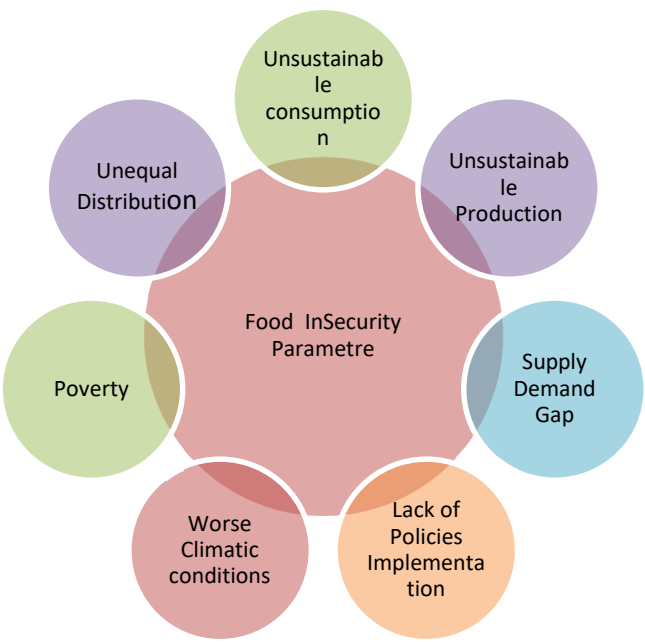 Unsustainab
le
consumptio
n
Unsustainab
le
Production
Supply
Demand
Gap
Lack of
Policies
Implementa
tion
Worse
Climatic
conditions
Poverty
Unequal
Distribution
Food InSecurity
Parametre